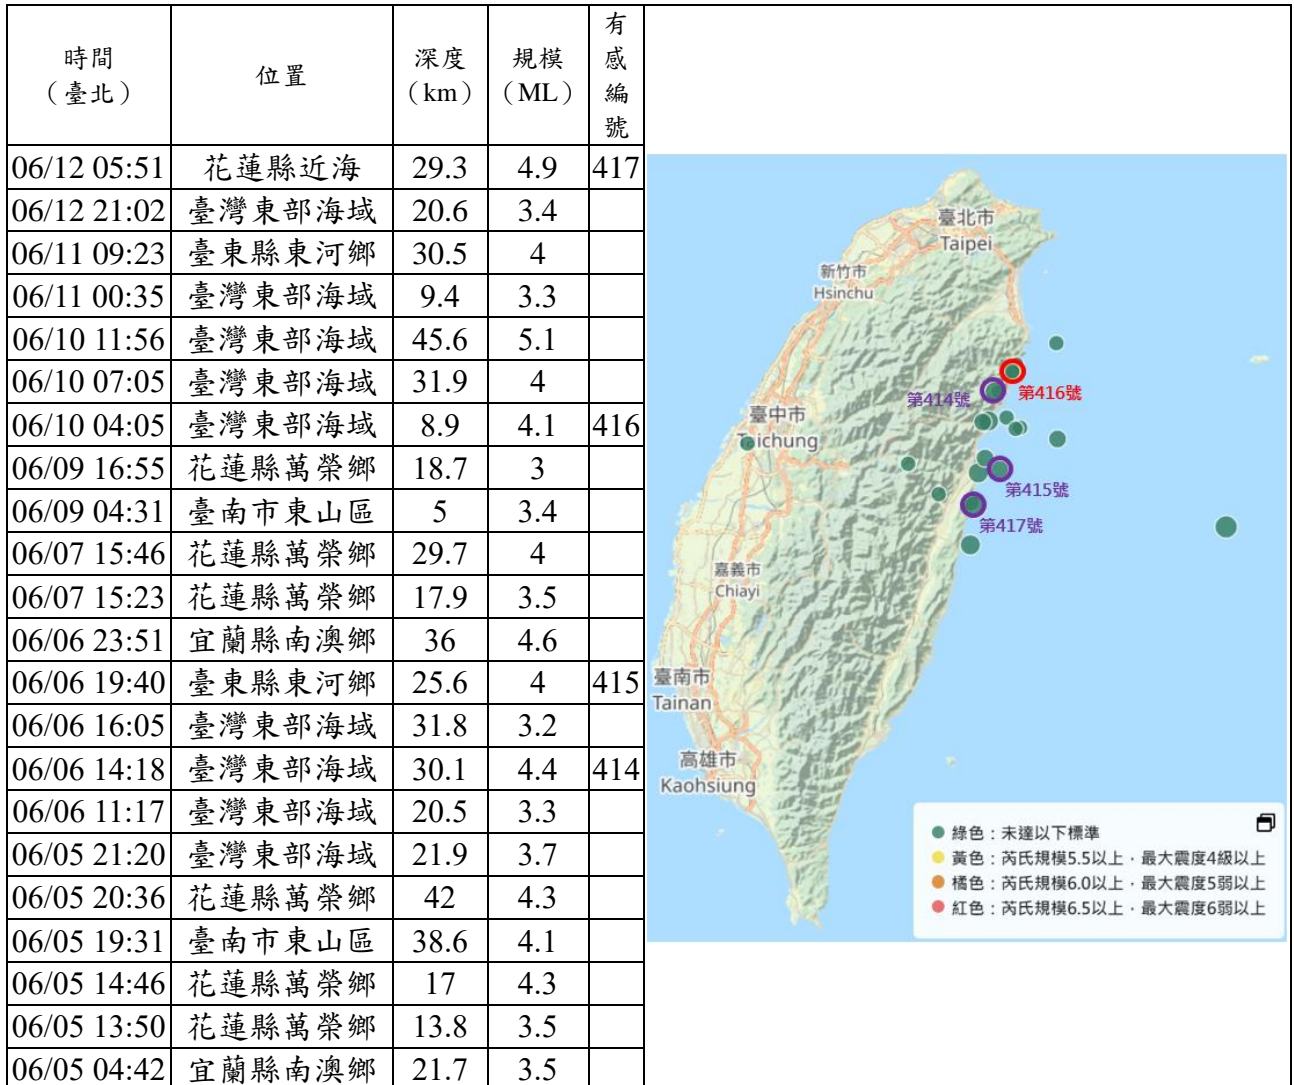 時間（臺北） 位置 深度（km） 規模（ML） 有感編號
06/12 05:51 花蓮縣近海 29.3 4.9 417
06/12 21:02 臺灣東部海域 20.6 3.4
06/11 09:23 臺東縣東河鄉 30.5 4
06/11 00:35 臺灣東部海域 9.4 3.3
06/10 11:56 臺灣東部海域 45.6 5.1
06/10 07:05 臺灣東部海域 31.9 4
06/10 04:05 臺灣東部海域 8.9 4.1 416
06/09 16:55 花蓮縣萬榮鄉 18.7 3
06/09 04:31 臺南市東山區 5 3.4
06/07 15:46 花蓮縣萬榮鄉 29.7 4
06/07 15:23 花蓮縣萬榮鄉 17.9 3.5
06/06 23:51 宜蘭縣南澳鄉 36 4.6
06/06 19:40 臺東縣東河鄉 25.6 4 415
06/06 16:05 臺灣東部海域 31.8 3.2
06/06 14:18 臺灣東部海域 30.1 4.4 414
06/06 11:17 臺灣東部海域 20.5 3.3
06/05 21:20 臺灣東部海域 21.9 3.7
06/05 20:36 花蓮縣萬榮鄉 42 4.3
06/05 19:31 臺南市東山區 38.6 4.1
06/05 14:46 花蓮縣萬榮鄉 17 4.3
06/05 13:50 花蓮縣萬榮鄉 13.8 3.5
06/05 04:42 宜蘭縣南澳鄉 21.7 3.5
臺北市
Taipei
新竹市
Hsinchu
第416號
第414號
臺中市
Taichung
第415號
第417號
嘉義市
Chiayi
臺南市
Tainan
高雄市
Kaohsiung
綠色：未達以下標準
黃色：芮氏規模5.5以上，最大震度4級以上
橘色：芮氏規模6.0以上，最大震度5弱以上
紅色：芮氏規模6.5以上，最大震度6弱以上